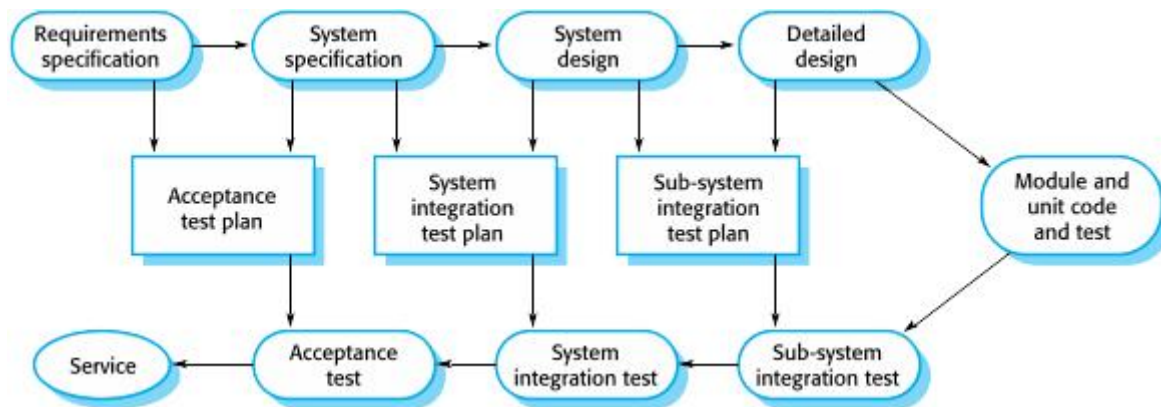 Requirements
specification
System
specification
System
design
Detailed
design
Acceptance
test plan
System
integration
test plan
Sub-system
integration
test plan
Module and
unit code
and test
Service
Acceptance
test
System
integration test
Sub-system
integration test